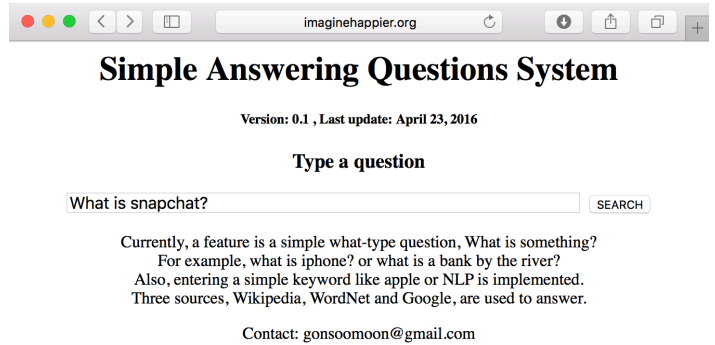 imaginehappier.org
Simple Answering Questions System
Version: 0.1 , Last update: April 23, 2016
Type a question
What is snapchat? SEARCH
Currently, a feature is a simple what-type question, What is something?
For example, what is iphone? or what is a bank by the river?
Also, entering a simple keyword like apple or NLP is implemented.
Three sources, Wikipedia, WordNet and Google, are used to answer.
Contact: gonsoomoon@gmail.com